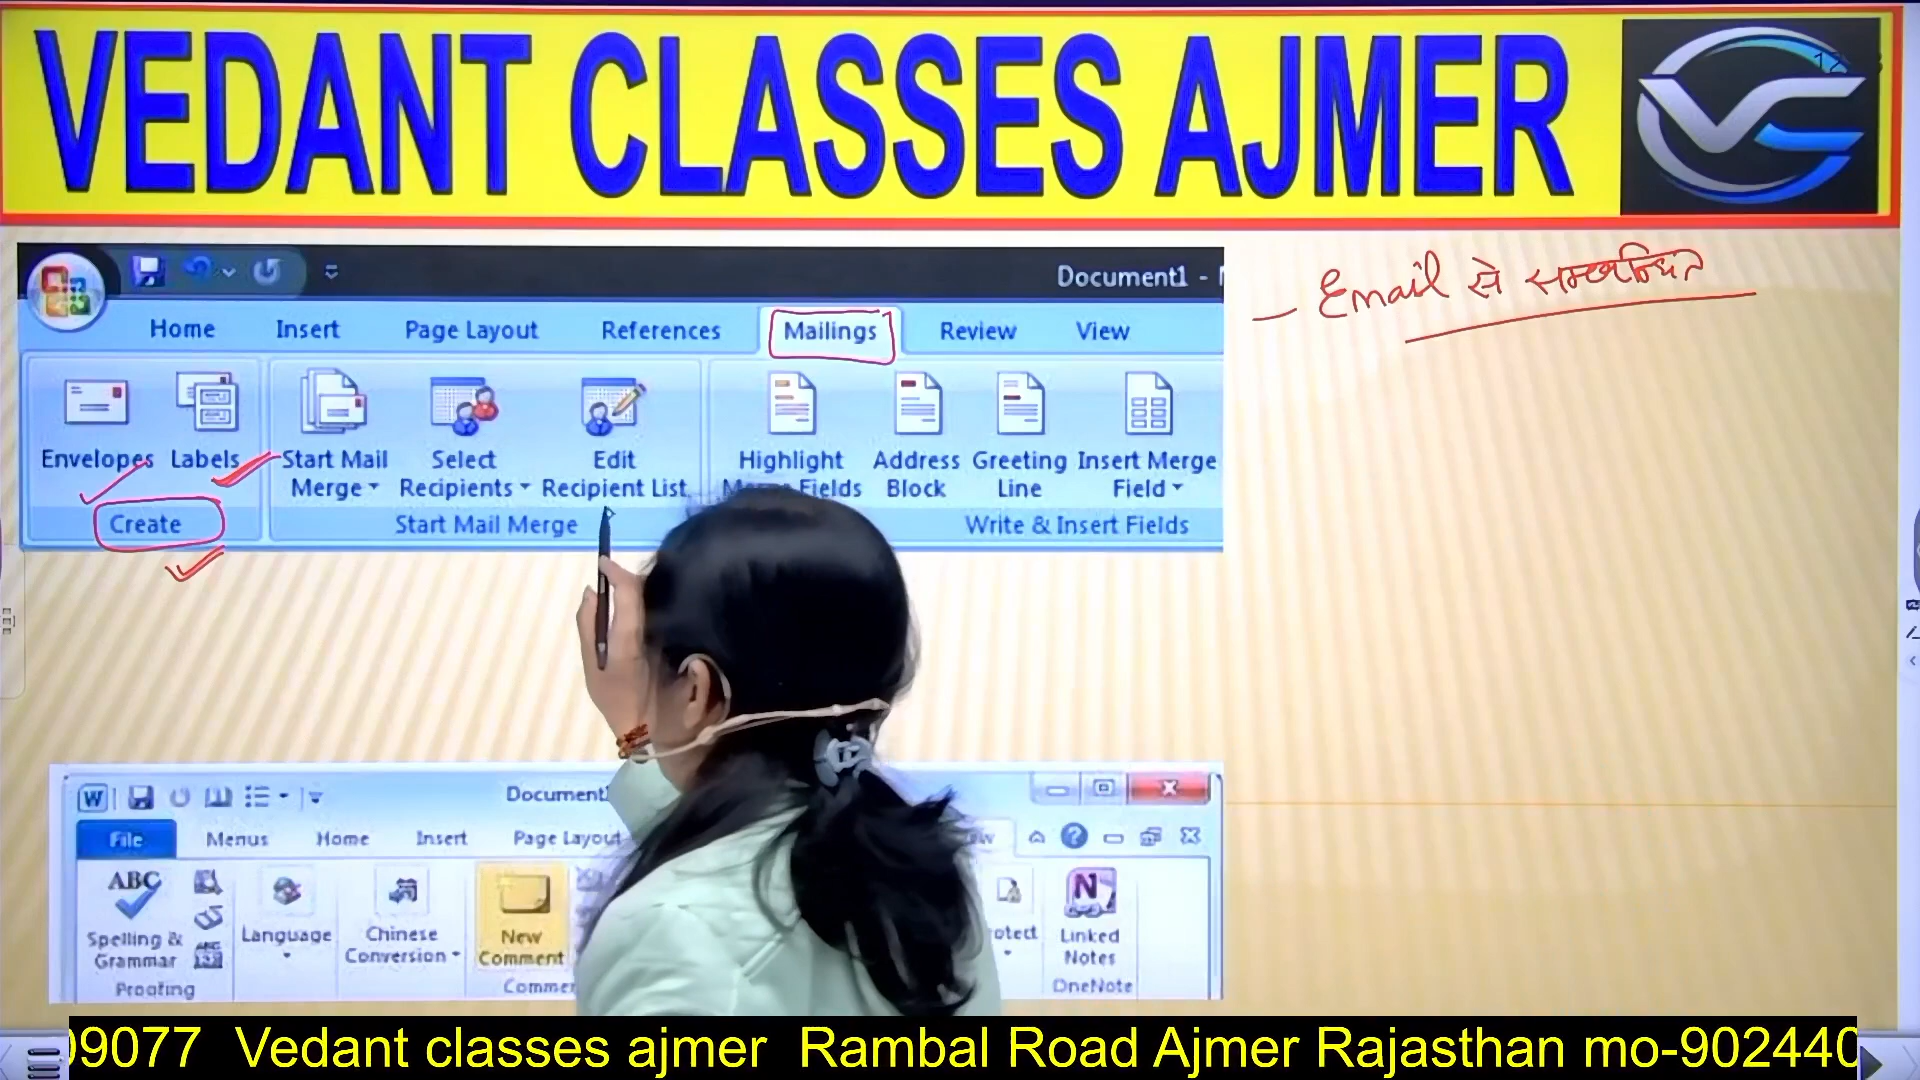 VEDANT CLASSES AJMER
Document1 -
Home Insert Page Layout References Mailings Review View
Envelopes Labels Start Mail Merge Select Recipients Edit Recipient List Highlight Merge Fields Address Block Greeting Line Insert Merge Field
Create Start Mail Merge Write & Insert Fields
- Email से सम्बन्धित
Document
File Menus Home Insert Page Layout
ABC
Spelling & Grammar Language Chinese Conversion New Comment Linked Notes
Proofing OneNote
09077 Vedant classes ajmer Rambal Road Ajmer Rajasthan mo-902440